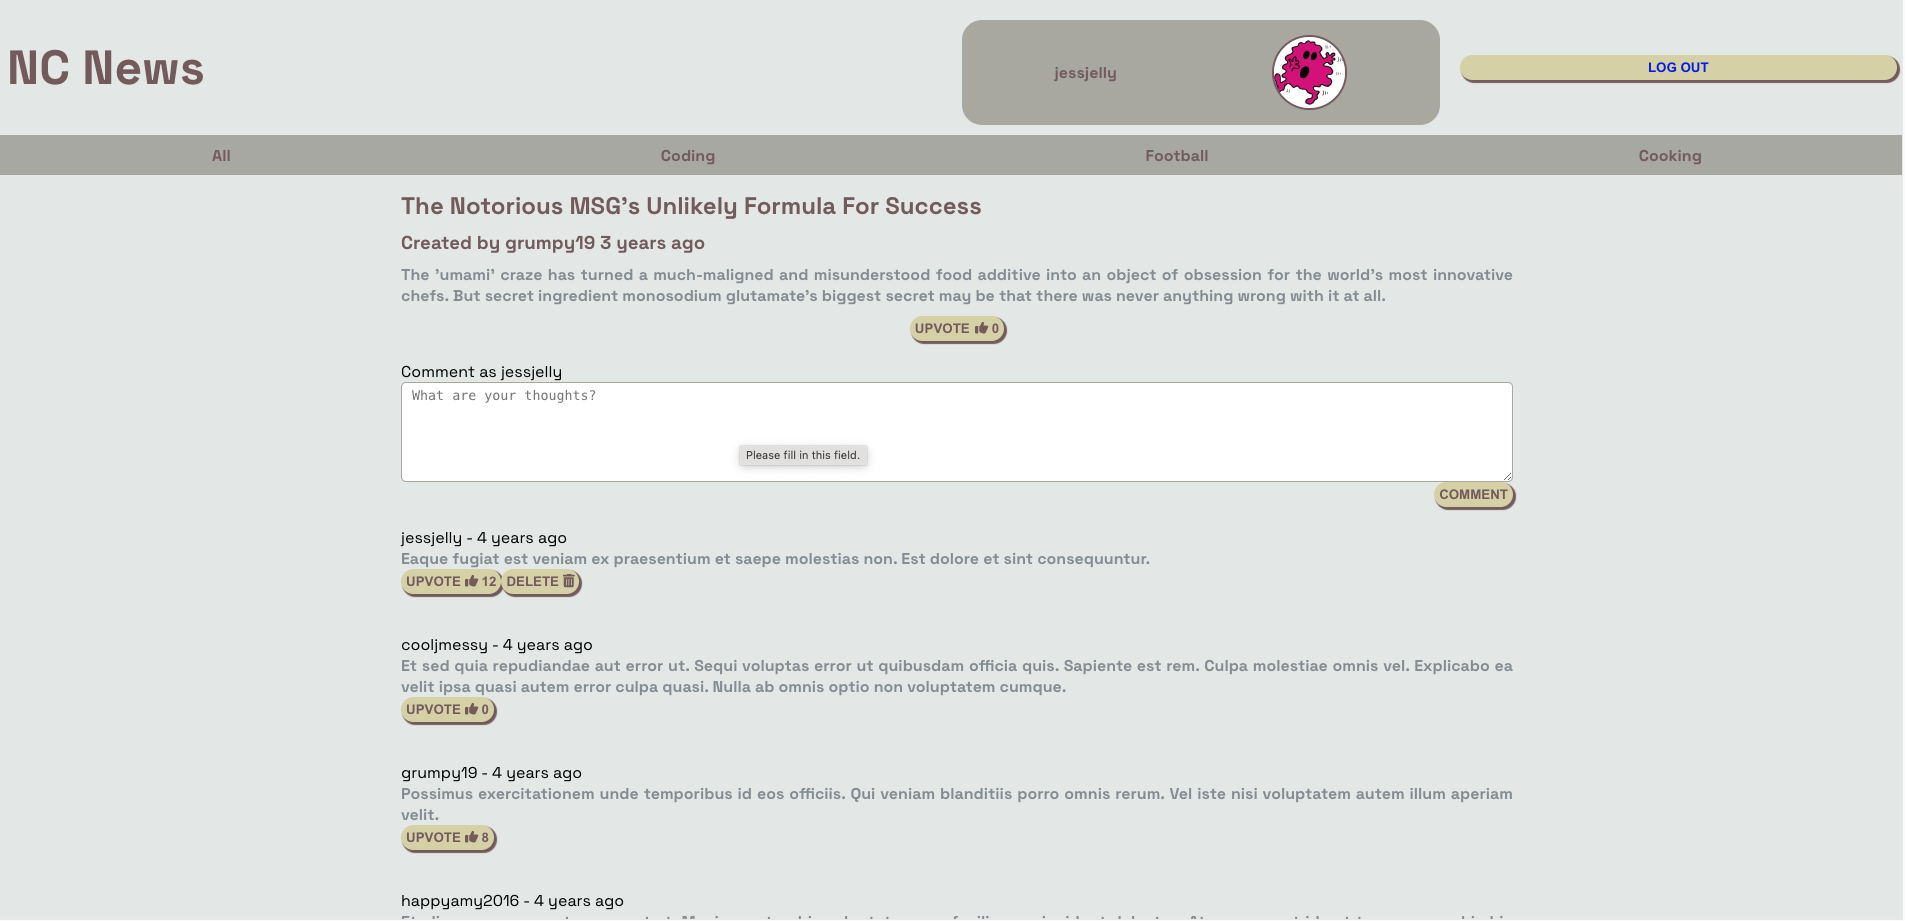 NC News
jessjelly
LOG OUT
All
Coding
Football
Cooking
The Notorious MSG's Unlikely Formula For Success
Created by grumpy19 3 years ago
The 'umami' craze has turned a much-maligned and misunderstood food additive into an object of obsession for the world's most innovative
chefs. But secret ingredient monosodium glutamate's biggest secret may be that there was never anything wrong with it at all.
UPVOTE 0
Comment as jessjelly
What are your thoughts?
Please fill in this field.
COMMENT
jessjelly - 4 years ago
Eaque fugiat est veniam ex praesentium et saepe molestias non. Est dolore et sint consequuntur.
UPVOTE 12 DELETE
cooljmessy - 4 years ago
Et sed quia repudiandae aut error ut. Sequi voluptas error ut quibusdam officia quis. Sapiente est rem. Culpa molestiae omnis vel. Explicabo ea
velit ipsa quasi autem error culpa quasi. Nulla ab omnis optio non voluptatem cumque.
UPVOTE 0
grumpy19 - 4 years ago
Possimus exercitationem unde temporibus id eos officiis. Qui veniam blanditiis porro omnis rerum. Vel iste nisi voluptatem autem illum aperiam
velit.
UPVOTE 8
happyamy2016 - 4 years ago